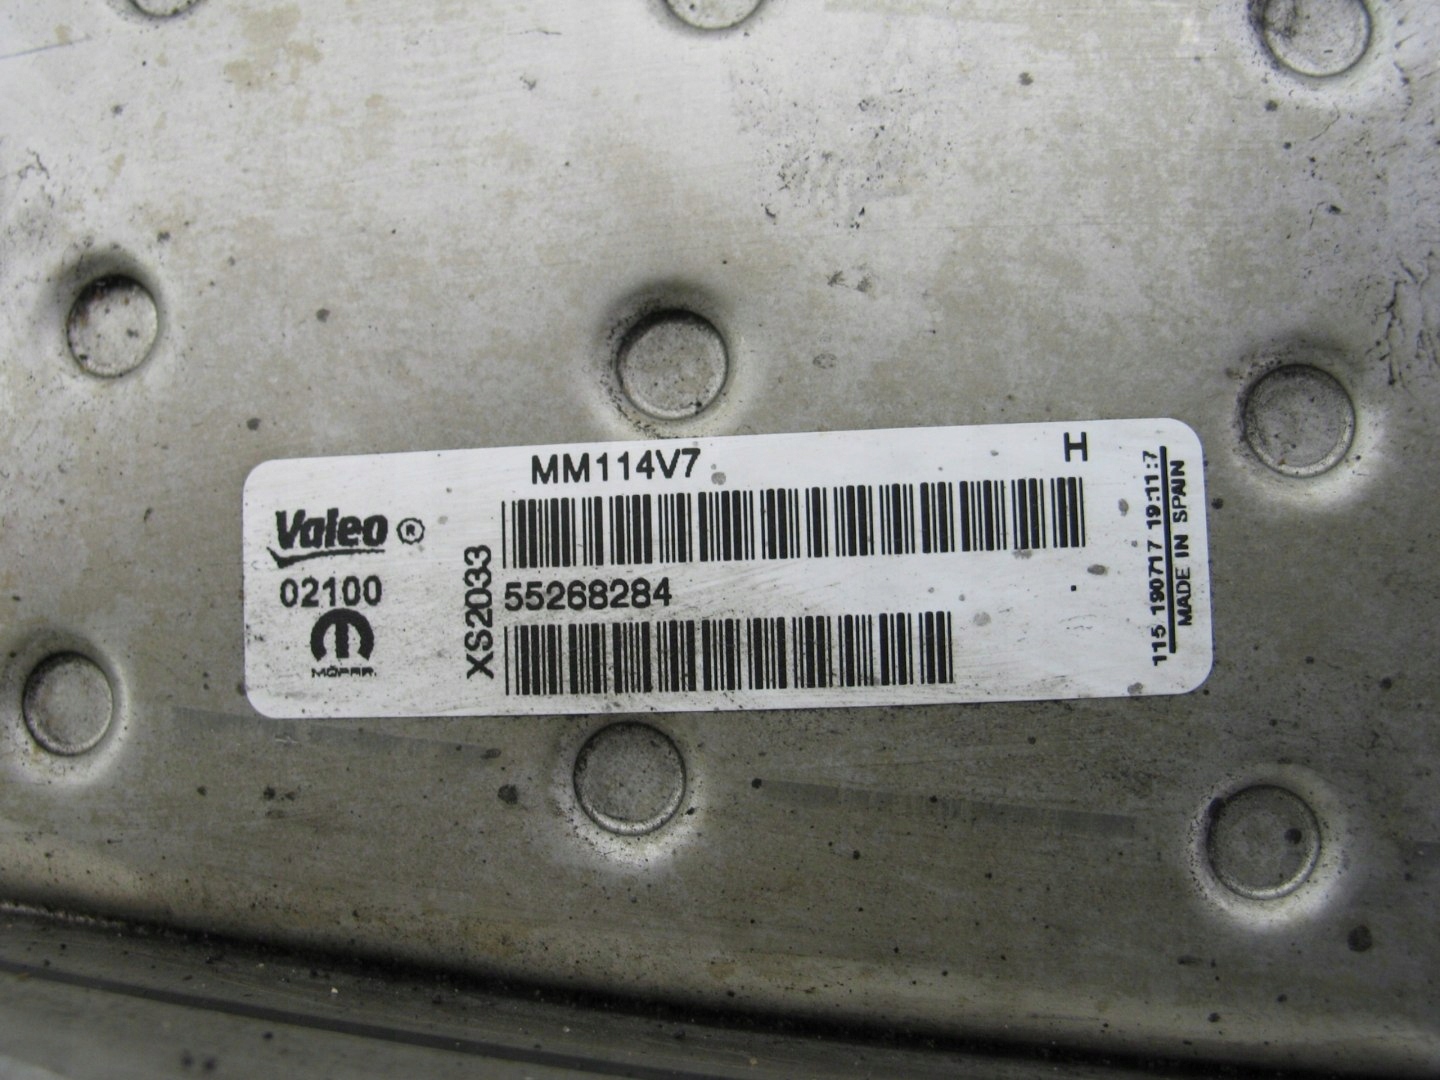 MM114V7
H
Valeo®
02100
MOPAR.
XS2033
55268284
115 190717 19:11:7
MADE IN SPAIN